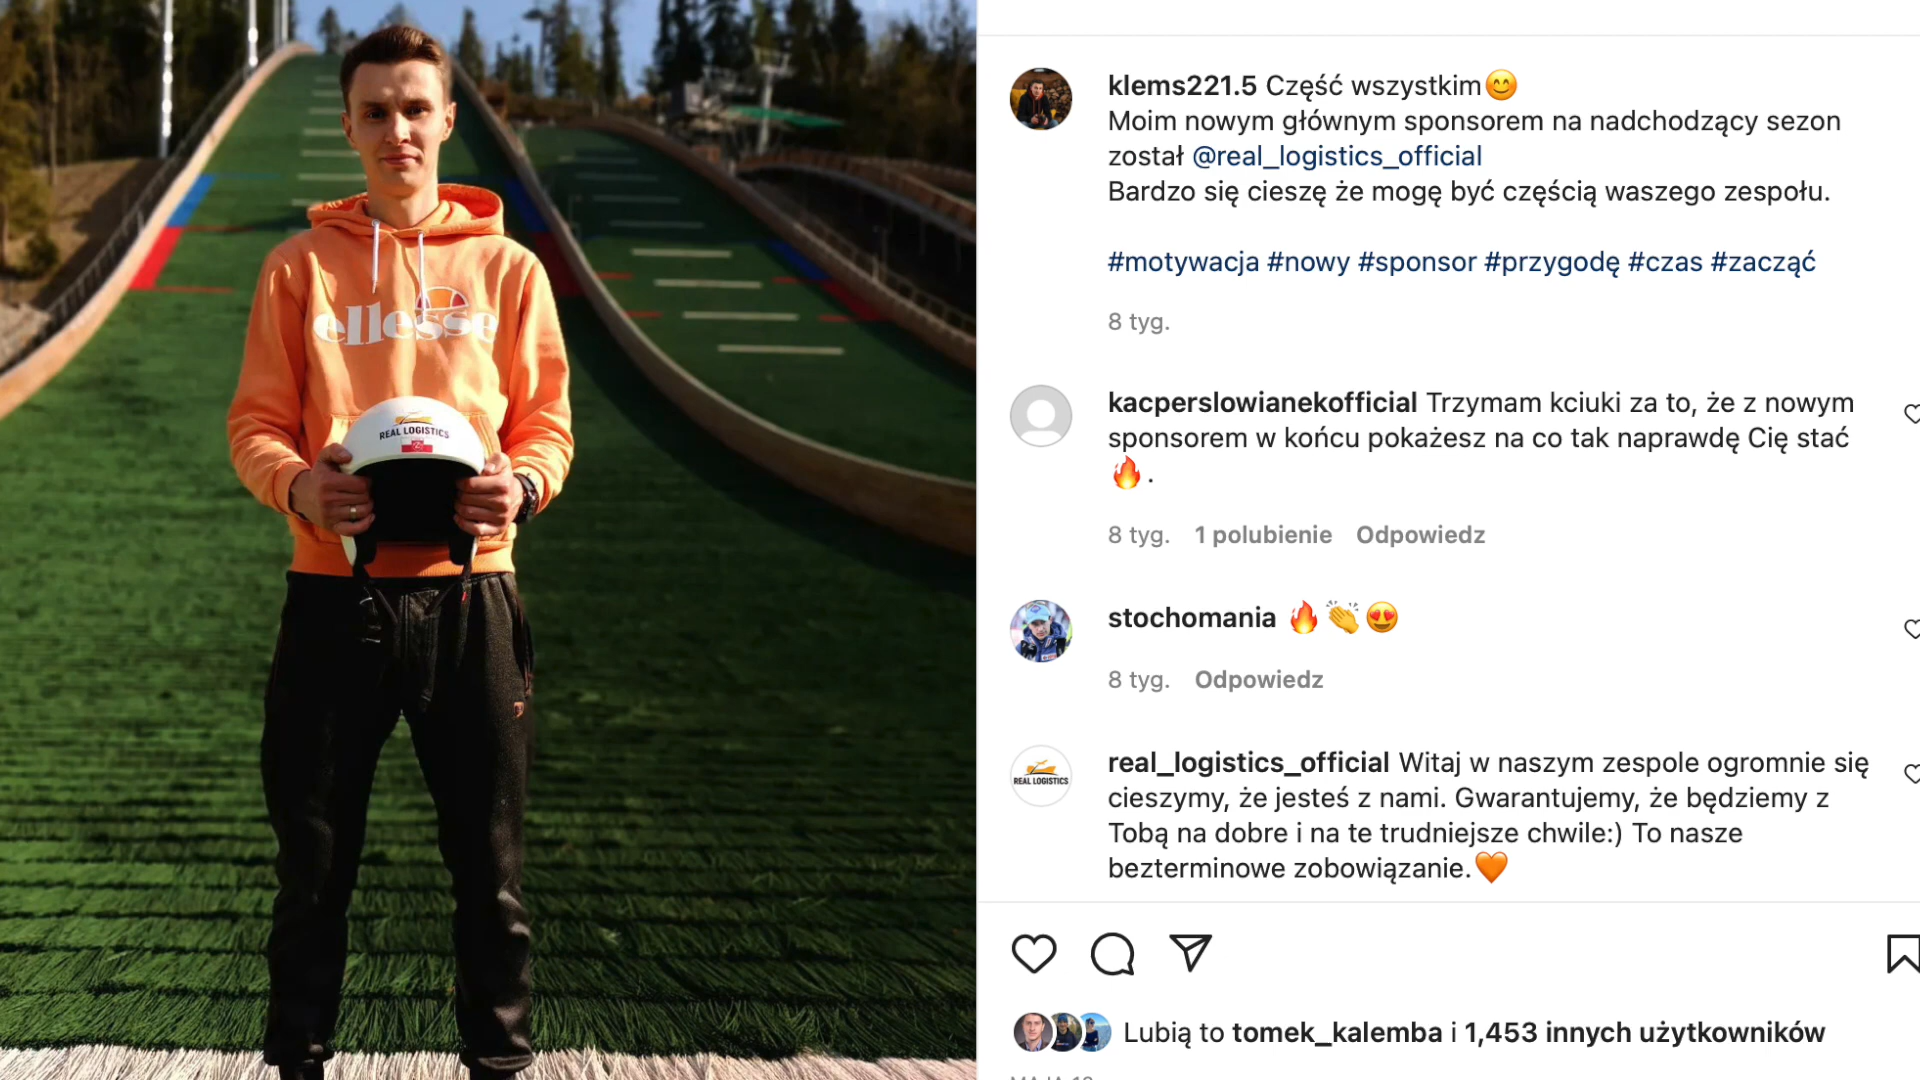 ellesse
REAL LOGISTICS
klems221.5 Część wszystkim😊
Moim nowym głównym sponsorem na nadchodzący sezon
został @real_logistics_official
Bardzo się cieszę że mogę być częścią waszego zespołu.
#motywacja #nowy #sponsor #przygodę #czas #zacząć
8 tyg.
kacperslowianekofficial Trzymam kciuki za to, że z nowym
sponsorem w końcu pokażesz na co tak naprawdę Cię stać
🔥.
8 tyg. 1 polubienie Odpowiedz
stochomania 🔥👏😍
8 tyg. Odpowiedz
REAL LOGISTICS
real_logistics_official Witaj w naszym zespole ogromnie się
cieszymy, że jesteś z nami. Gwarantujemy, że będziemy z
Tobą na dobre i na te trudniejsze chwile:) To nasze
bezterminowe zobowiązanie.🧡
Lubią to tomek_kalemba i 1,453 innych użytkowników